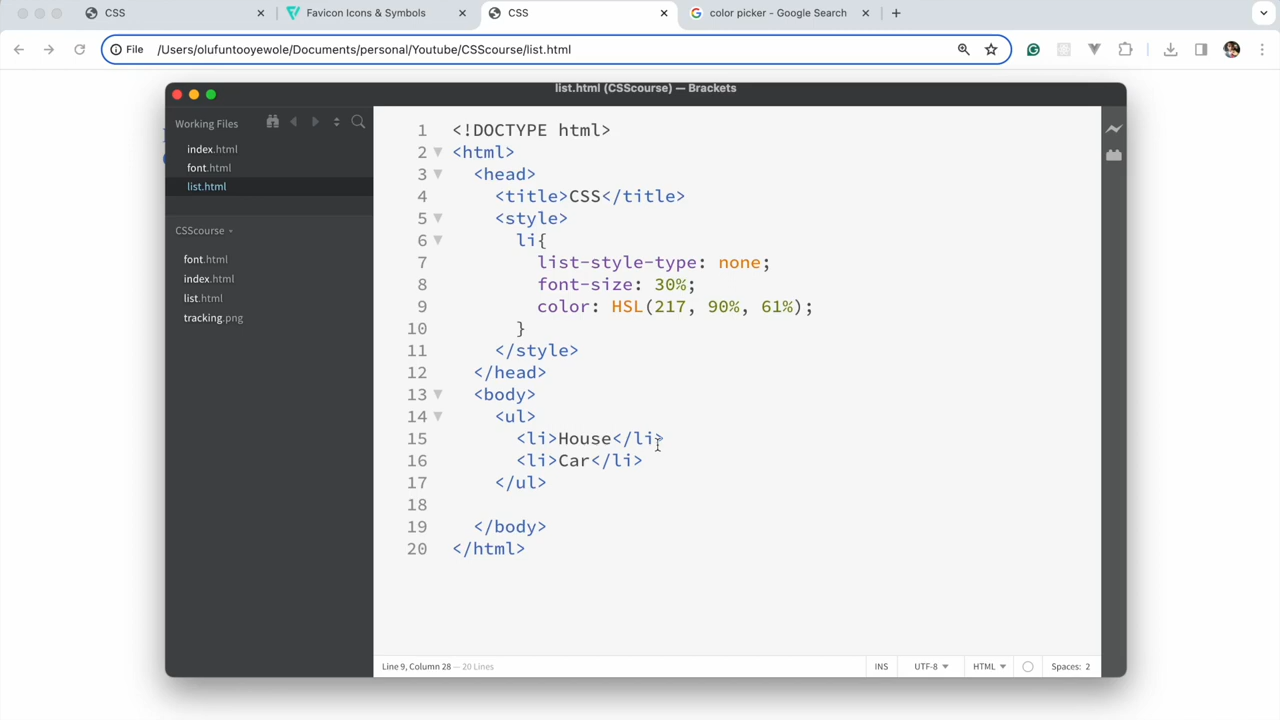 CSS
Favicon Icons & Symbols
CSS
color picker - Google Search
File /Users/olufuntooyewole/Documents/personal/Youtube/CSScourse/list.html
list.html (CSScourse) — Brackets
Working Files
index.html
font.html
list.html
CSScourse
font.html
index.html
list.html
tracking.png
1 <!DOCTYPE html>
2 <html>
3 <head>
4 <title>CSS</title>
5 <style>
6 li{
7 list-style-type: none;
8 font-size: 30%;
9 color: HSL(217, 90%, 61%);
10 }
11 </style>
12 </head>
13 <body>
14 <ul>
15 <li>House</li>
16 <li>Car</li>
17 </ul>
18
19 </body>
20 </html>
Line 9, Column 28 — 20 Lines
INS UTF-8 HTML Spaces: 2